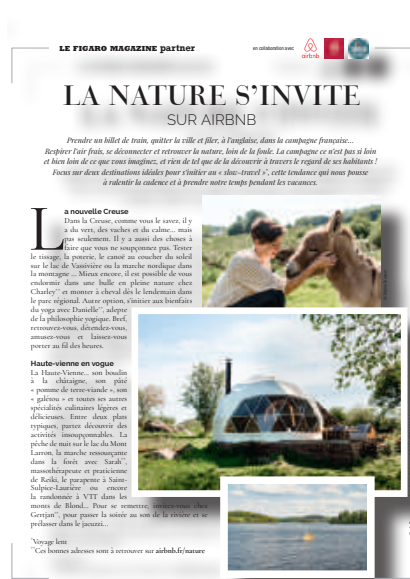 LE FIGARO MAGAZINE partner
en collaboration avec
airbnb
LA NATURE S'INVITE
SUR AIRBNB
Prendre un billet de train, quitter la ville et filer, à l'anglaise, dans la campagne française...
Respirer l'air frais, se déconnecter et retrouver la nature, loin de la foule. La campagne ce n'est pas si loin
et bien loin de ce que vous imaginez, et rien de tel que de la découvrir à travers le regard de ses habitants !
Focus sur deux destinations idéales pour s'initier au « slow-travel »*, cette tendance qui nous pousse
à ralentir la cadence et à prendre notre temps pendant les vacances.
La nouvelle Creuse
Dans la Creuse, comme vous le savez, il y
a du vert, des vaches et du calme... mais
pas seulement. Il y a aussi des choses à
faire que vous ne soupçonnez pas. Tester
le tissage, la poterie, le canoë au coucher du soleil
sur le lac de Vassivière ou la marche nordique dans
la montagne ... Mieux encore, il est possible de vous
endormir dans une bulle en pleine nature chez
Charley** et monter à cheval dès le lendemain dans
le parc régional. Autre option, s'initier aux bienfaits
du yoga avec Danielle**, adepte
de la philosophie yogique. Bref,
retrouvez-vous, détendez-vous,
amusez-vous et laissez-vous
porter au fil des heures.
Haute-vienne en vogue
La Haute-Vienne... son boudin
à la châtaigne, son pâté
« pomme de terre-viande », son
« galétou » et toutes ses autres
spécialités culinaires légères et
délicieuses. Entre deux plats
typiques, partez découvrir des
activités insoupçonnables. La
pêche de nuit sur le lac du Mont
Larron, la marche ressourçante
dans la forêt avec Sarah**,
massothérapeute et praticienne
de Reiki, le parapente à Saint-
Sulpice-Laurière ou encore
la randonnée à VTT dans les
monts de Blond... Pour se remettre, invitez-vous chez
Gertjan**, pour passer la soirée au son de la rivière et se
prélasser dans le jacuzzi...
*Voyage lent
**Ces bonnes adresses sont à retrouver sur airbnb.fr/nature